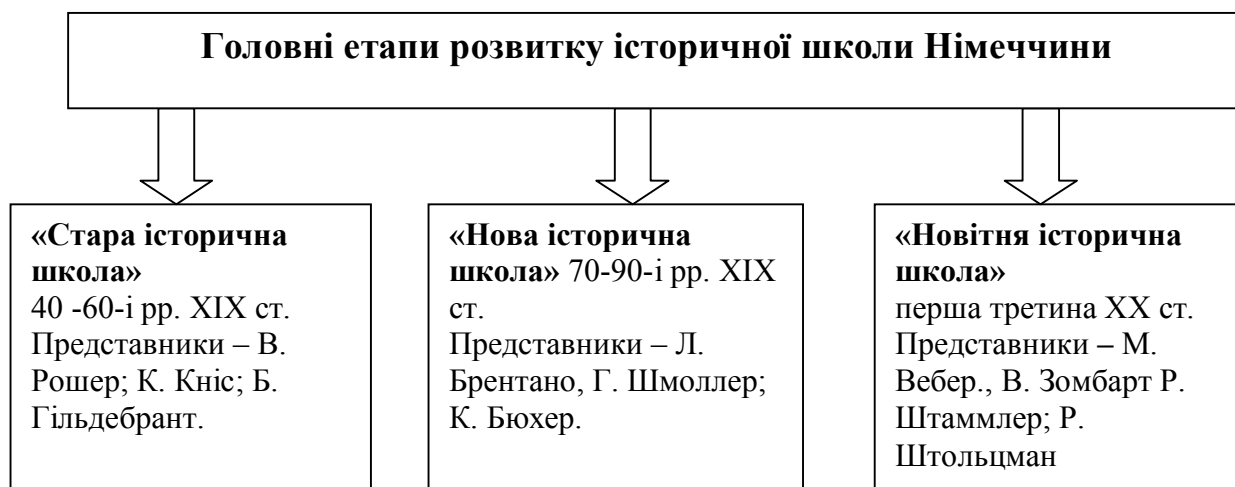 Головні етапи розвитку історичної школи Німеччини
«Стара історична
школа»
40 -60-і рр. XIX ст.
Представники – В.
Рошер; К. Кніс; Б.
Гільдебрант.
«Нова історична
школа» 70-90-і рр. XIX
ст.
Представники – Л.
Брентано, Г. Шмоллер;
К. Бюхер.
«Новітня історична
школа»
перша третина XX ст.
Представники – М.
Вебер., В. Зомбарт Р.
Штаммлер; Р.
Штольцман